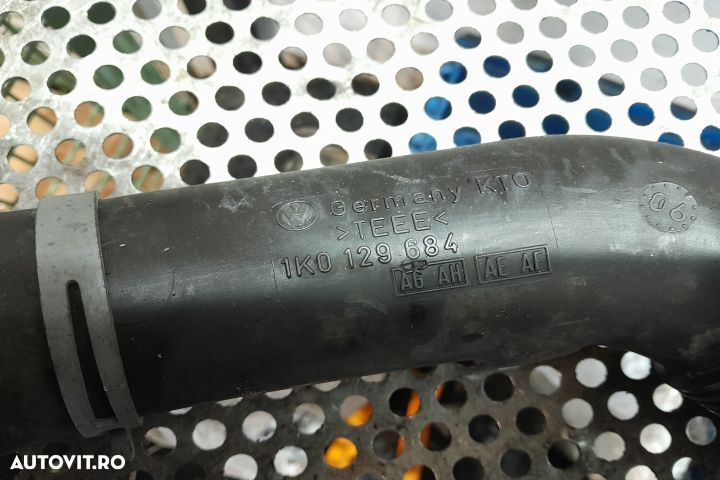 Germany KTO
>TEEE<
1K0 129 684
AG AH AE AF
06
AUTOVIT.RO